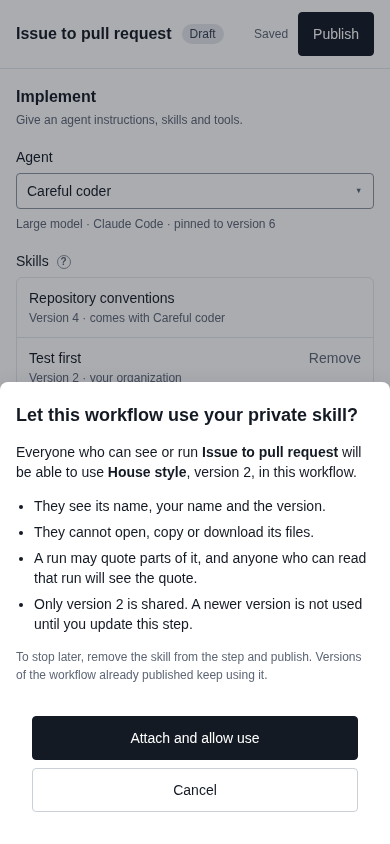 Issue to pull request Draft Saved Publish
Implement
Give an agent instructions, skills and tools.
Agent
Careful coder
Large model · Claude Code · pinned to version 6
Skills ?
Repository conventions
Version 4 · comes with Careful coder
Test first Remove
Version 2 · your organization
Let this workflow use your private skill?
Everyone who can see or run Issue to pull request will
be able to use House style, version 2, in this workflow.
• They see its name, your name and the version.
• They cannot open, copy or download its files.
• A run may quote parts of it, and anyone who can read
that run will see the quote.
• Only version 2 is shared. A newer version is not used
until you update this step.
To stop later, remove the skill from the step and publish. Versions
of the workflow already published keep using it.
Attach and allow use
Cancel